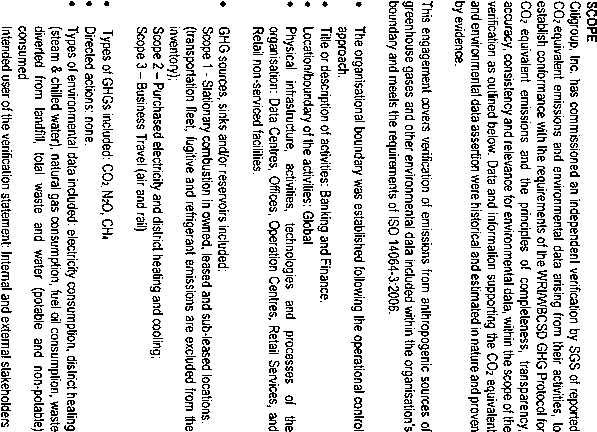 SCOPE
Citigroup, Inc. has commissioned an independent verification by SGS of reported
CO₂ equivalent emissions and environmental data arising from their activities, to
establish conformance with the requirements of the WRI/WBCSD GHG Protocol for
CO₂ equivalent emissions and the principles of completeness, transparency,
accuracy, consistency and relevance for environmental data, within the scope of the
verification as outlined below. Data and information supporting the CO₂ equivalent
and environmental data assertion were historical and estimated in nature and proven
by evidence.
This engagement covers verification of emissions from anthropogenic sources of
greenhouse gases and other environmental data included within the organisation's
boundary and meets the requirements of ISO 14064-3:2006.
• The organisational boundary was established following the operational control
approach.
• Title or description of activities: Banking and Finance.
• Location/boundary of the activities: Global
• Physical infrastructure, activities, technologies and processes of the
organisation: Data Centres, Offices, Operation Centres, Retail Services, and
Retail non-serviced facilities.
• GHG sources, sinks and/or reservoirs included:
Scope 1 - Stationary combustion in owned, leased and sub-leased locations.
(transportation fleet, fugitive and refrigerant emissions are excluded from the
inventory);
Scope 2 – Purchased electricity and district heating and cooling;
Scope 3 – Business Travel (air and rail)
• Types of GHGs included: CO₂ N₂O, CH₄
• Directed actions: none.
• Types of environmental data included: electricity consumption, district heating
(steam & chilled water), natural gas consumption, fuel oil consumption, waste
diverted from landfill, total waste and water (potable and non-potable)
consumed
Intended user of the verification statement: Internal and external stakeholders